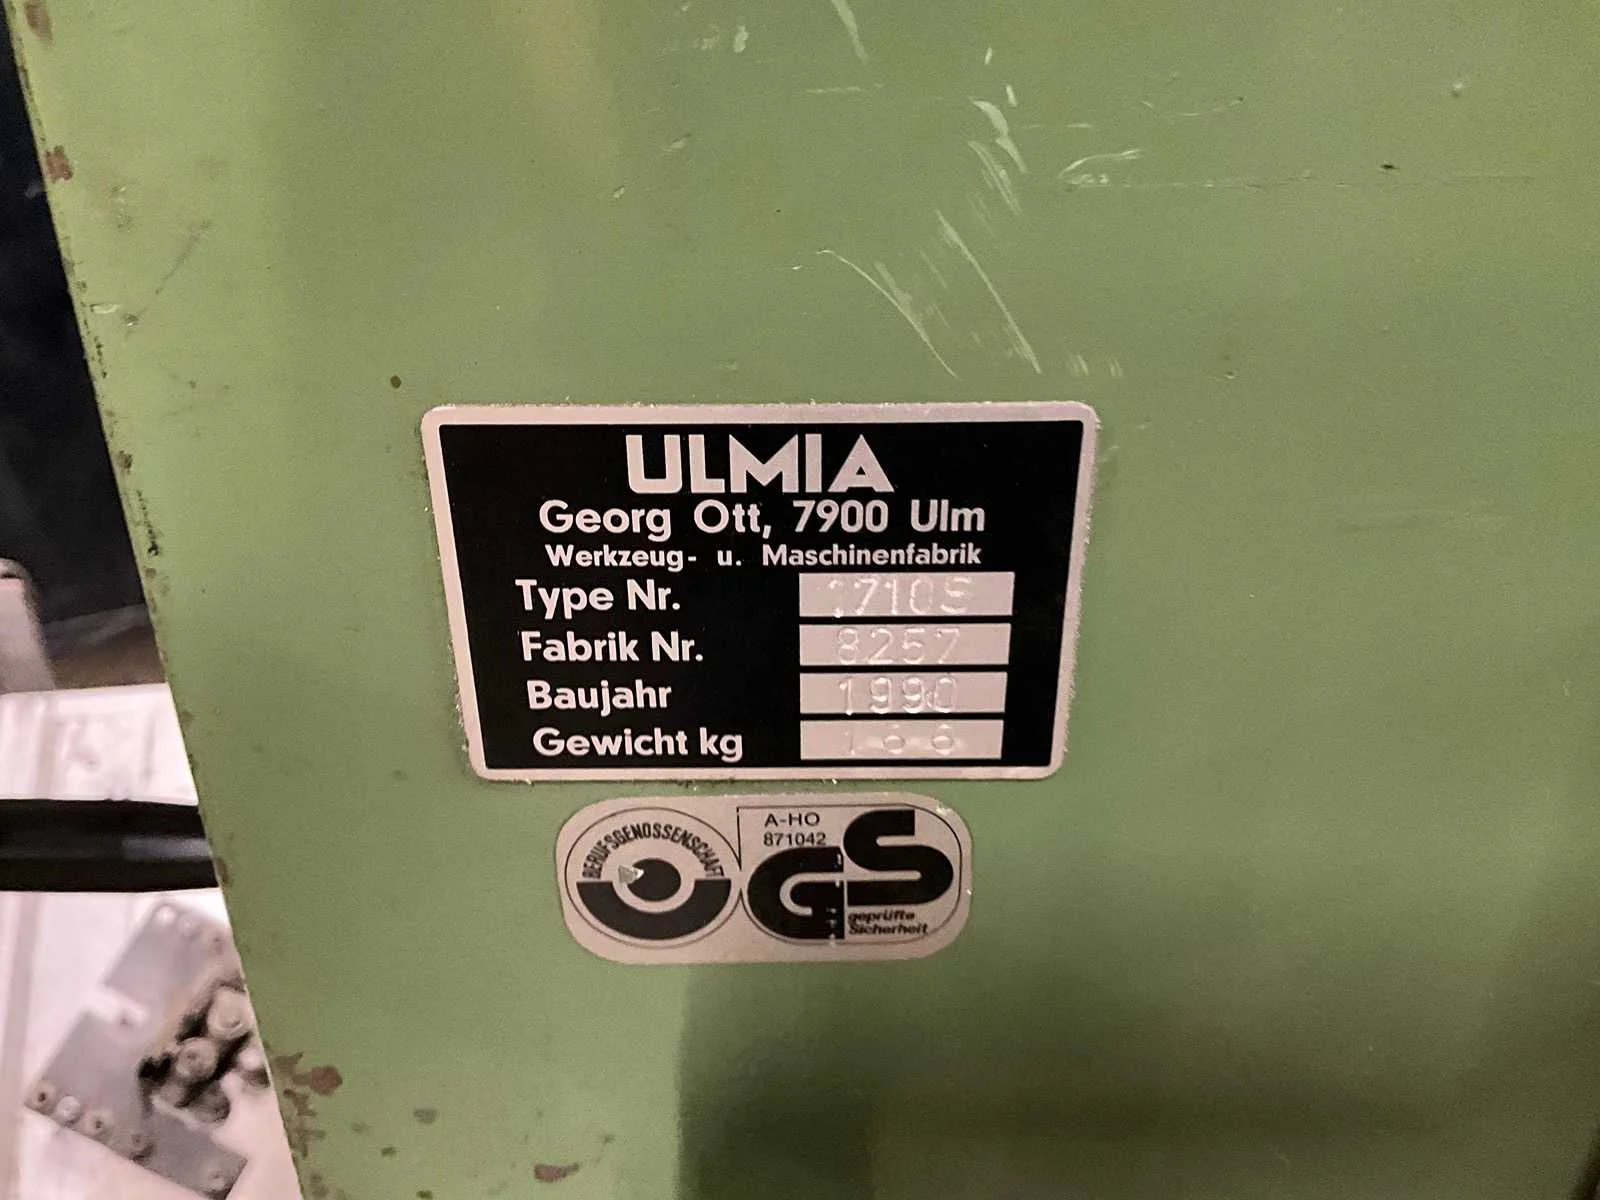 ULMIA
Georg Ott, 7900 Ulm
Werkzeug- u. Maschinenfabrik
Type Nr. 1710S
Fabrik Nr. 8257
Baujahr 1990
Gewicht kg
BERUFSGENOSSENSCHAFT
A-HO
871042
GS
geprüfte
Sicherheit